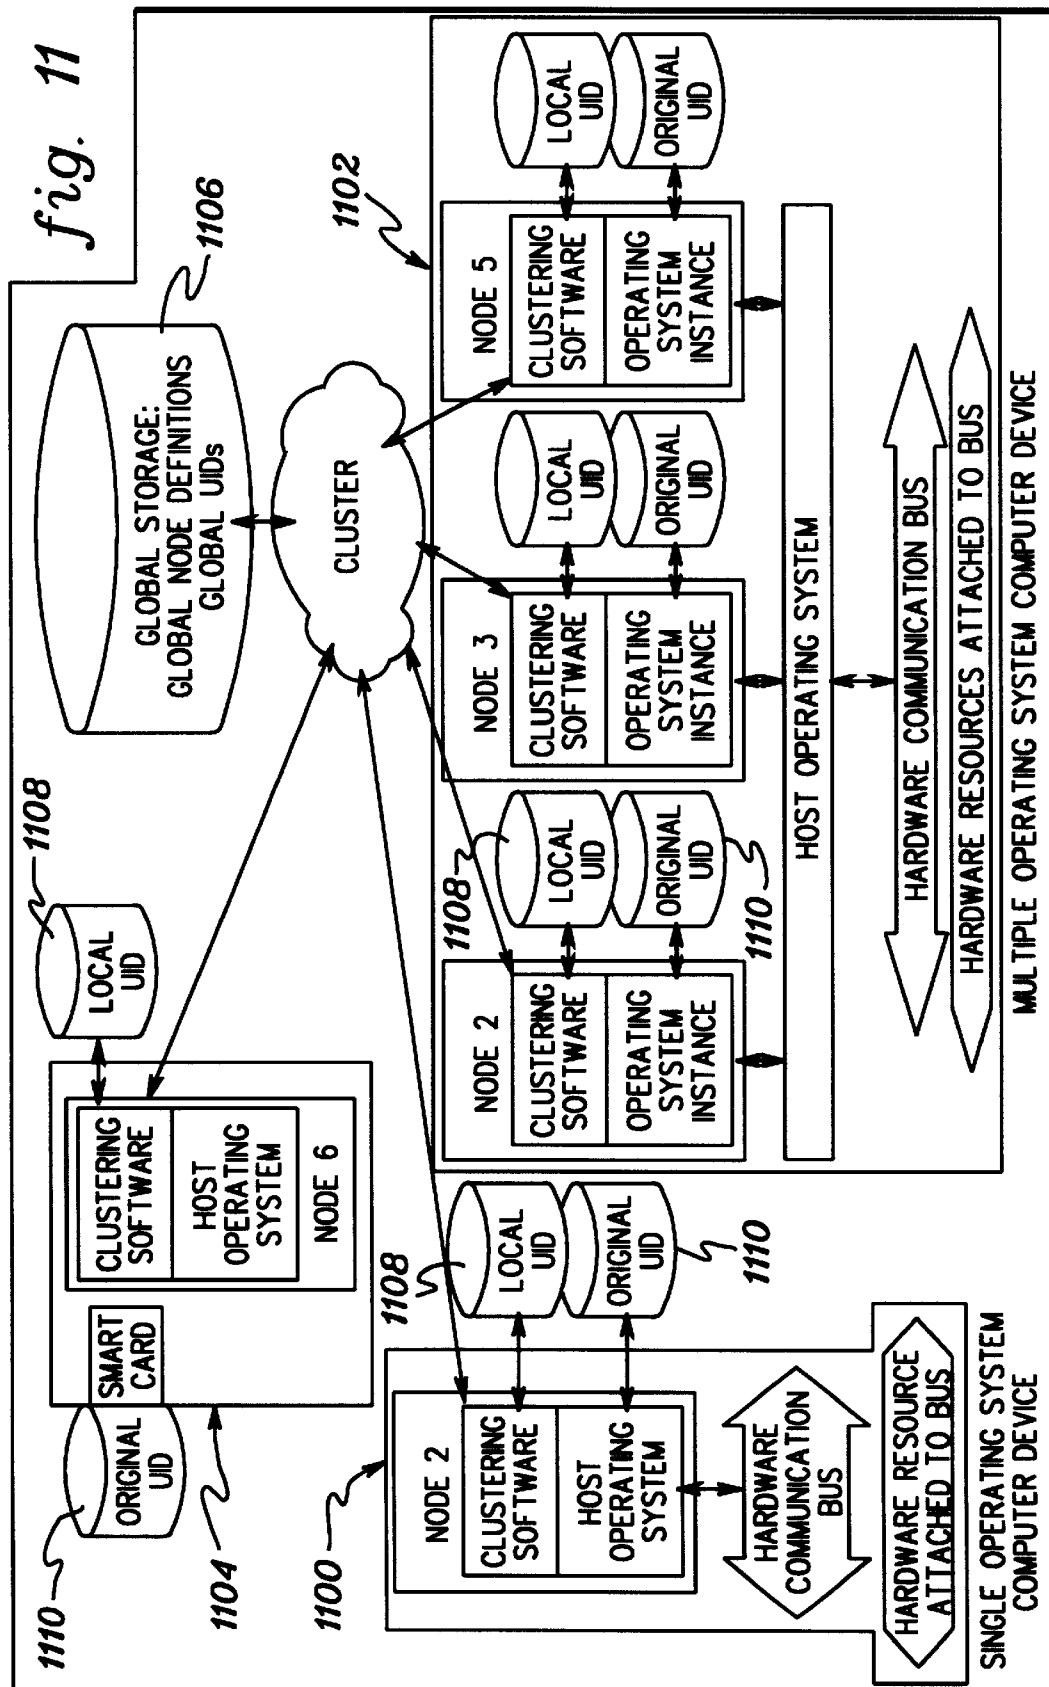 fig. 11
1110
ORIGINAL
UID
SMART
CARD
1104
CLUSTERING
SOFTWARE
HOST
OPERATING
SYSTEM
NODE 6
LOCAL
UID
1108
GLOBAL STORAGE:
GLOBAL NODE DEFINITIONS
GLOBAL UIDs
1106
CLUSTER
1100
NODE 2
CLUSTERING
SOFTWARE
HOST
OPERATING
SYSTEM
1108
LOCAL
UID
ORIGINAL
UID
1110
HARDWARE
COMMUNICATION
BUS
HARDWARE RESOURCE
ATTACHED TO BUS
SINGLE OPERATING SYSTEM
COMPUTER DEVICE
1102
NODE 2
CLUSTERING
SOFTWARE
OPERATING
SYSTEM
INSTANCE
1108
LOCAL
UID
ORIGINAL
UID
1110
NODE 3
CLUSTERING
SOFTWARE
OPERATING
SYSTEM
INSTANCE
LOCAL
UID
ORIGINAL
UID
NODE 5
CLUSTERING
SOFTWARE
OPERATING
SYSTEM
INSTANCE
LOCAL
UID
ORIGINAL
UID
HOST OPERATING SYSTEM
HARDWARE COMMUNICATION BUS
HARDWARE RESOURCES ATTACHED TO BUS
MULTIPLE OPERATING SYSTEM COMPUTER DEVICE